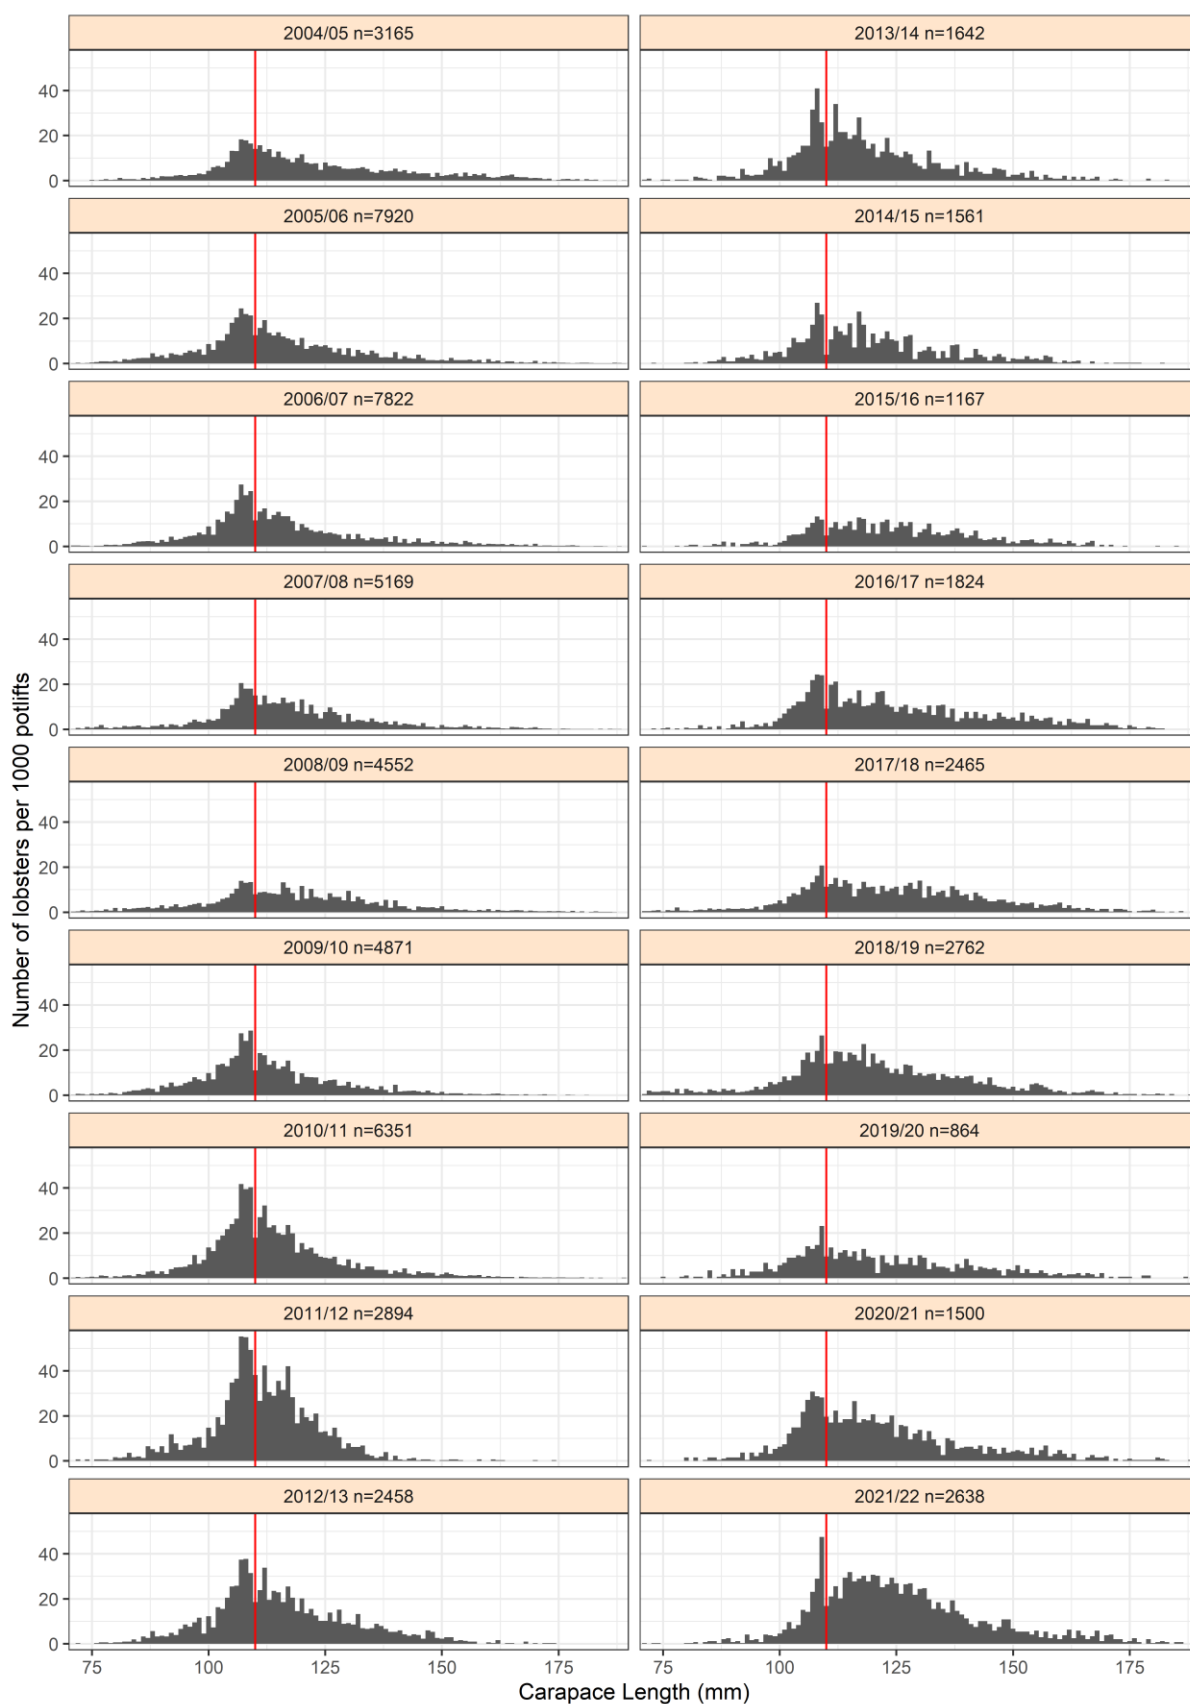 2004/05 n=3165
2013/14 n=1642
40
20
0
2005/06 n=7920
2014/15 n=1561
40
20
0
2006/07 n=7822
2015/16 n=1167
40
20
0
2007/08 n=5169
2016/17 n=1824
40
20
0
2008/09 n=4552
2017/18 n=2465
40
20
0
2009/10 n=4871
2018/19 n=2762
40
20
0
2010/11 n=6351
2019/20 n=864
40
20
0
2011/12 n=2894
2020/21 n=1500
40
20
0
2012/13 n=2458
2021/22 n=2638
40
20
0
75 100 125 150 175 75 100 125 150 175
Carapace Length (mm)
Number of lobsters per 1000 potlifts